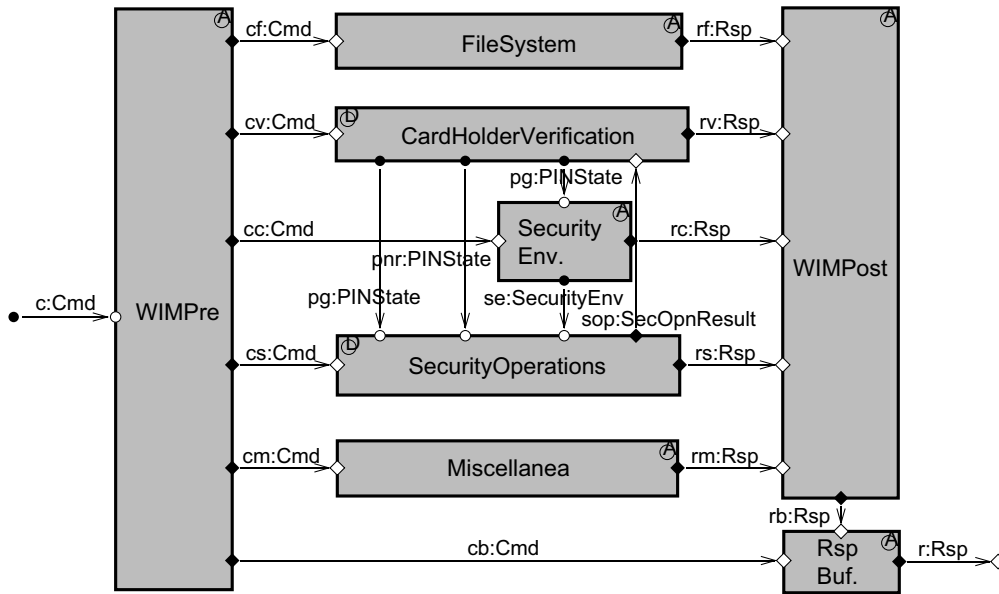 A
A
A
cf:Cmd
FileSystem
rf:Rsp
D
cv:Cmd
CardHolderVerification
rv:Rsp
pg:PINState
A
cc:Cmd
Security
Env.
rc:Rsp
pnr:PINState
WIMPost
pg:PINState
se:SecurityEnv
c:Cmd
WIMPre
sop:SecOpnResult
D
cs:Cmd
SecurityOperations
rs:Rsp
A
cm:Cmd
Miscellanea
rm:Rsp
rb:Rsp
A
cb:Cmd
Rsp
Buf.
r:Rsp